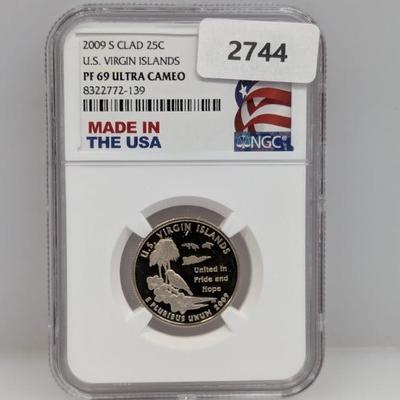 2744
2009 S CLAD 25C
U.S. VIRGIN ISLANDS
PF 69 ULTRA CAMEO
8322772-139
MADE IN
THE USA
NGC
U.S. VIRGIN ISLANDS
United in
Pride and
Hope
E PLURIBUS UNUM 2009